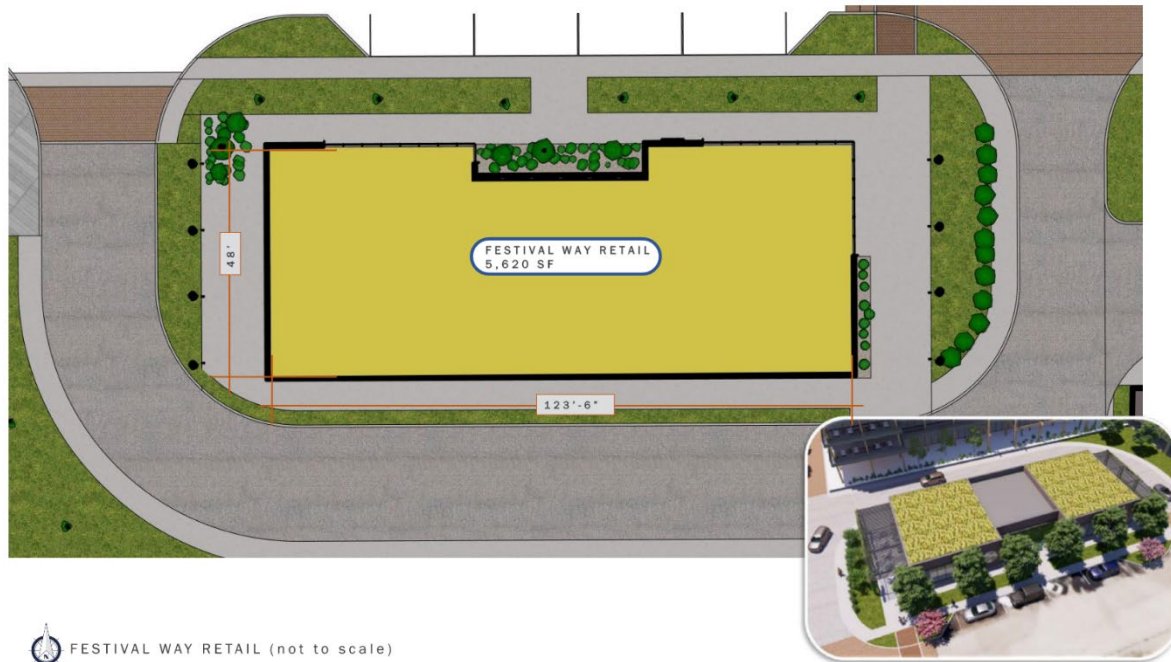 FESTIVAL WAY RETAIL
5,620 SF
48'
123'-6"
N
FESTIVAL WAY RETAIL (not to scale)